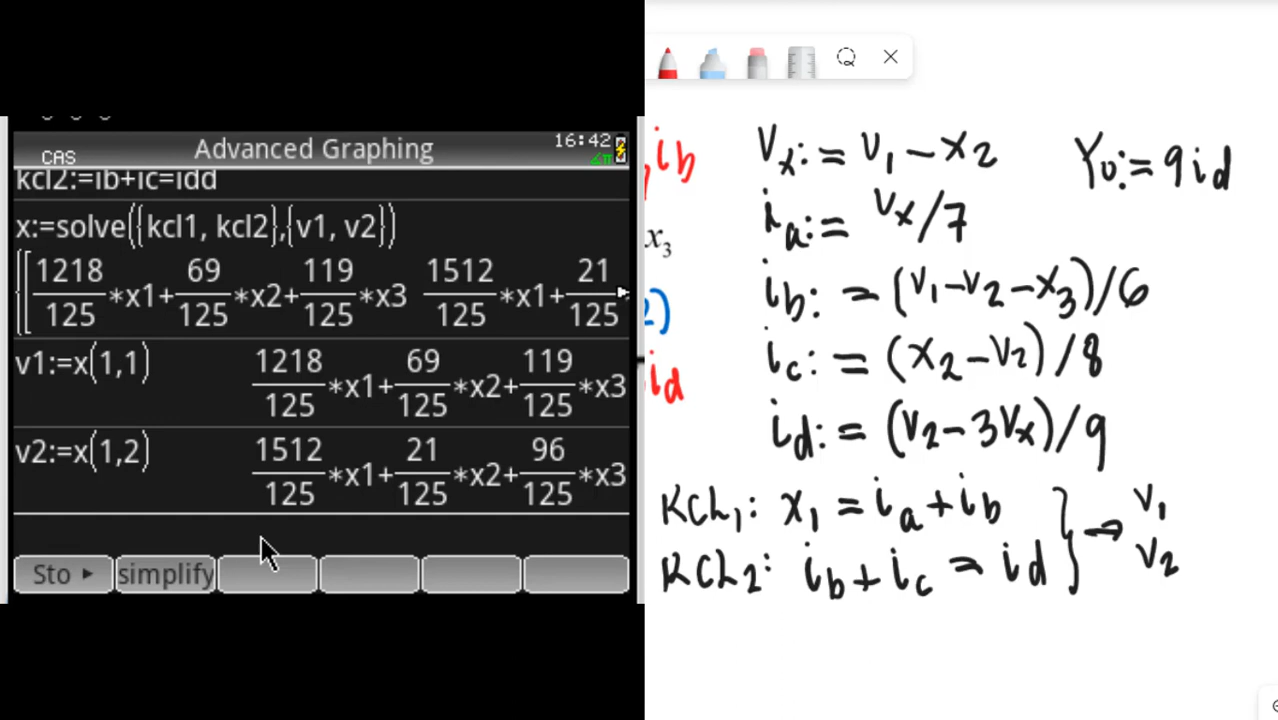 Advanced Graphing
16:42
CAS
kcl2:=ib+ic=idd
x:=solve({kcl1, kcl2},{v1, v2})
{[[1218/125*x1+69/125*x2+119/125*x3 1512/125*x1+21/125
v1:=x(1,1) 1218/125*x1+69/125*x2+119/125*x3
v2:=x(1,2) 1512/125*x1+21/125*x2+96/125*x3
Sto ▸ simplify
ib
x₃
2)
id
Vx:= v₁-x₂
Yo:= 9id
ia:= Vx/7
ib:= (v₁-v₂-x₃)/6
ic:= (x₂-v₂)/8
id:= (v₂-3Vx)/9
KCL₁: x₁ = ia+ib
KCL2: ib+ic = id
} → v₁
v₂